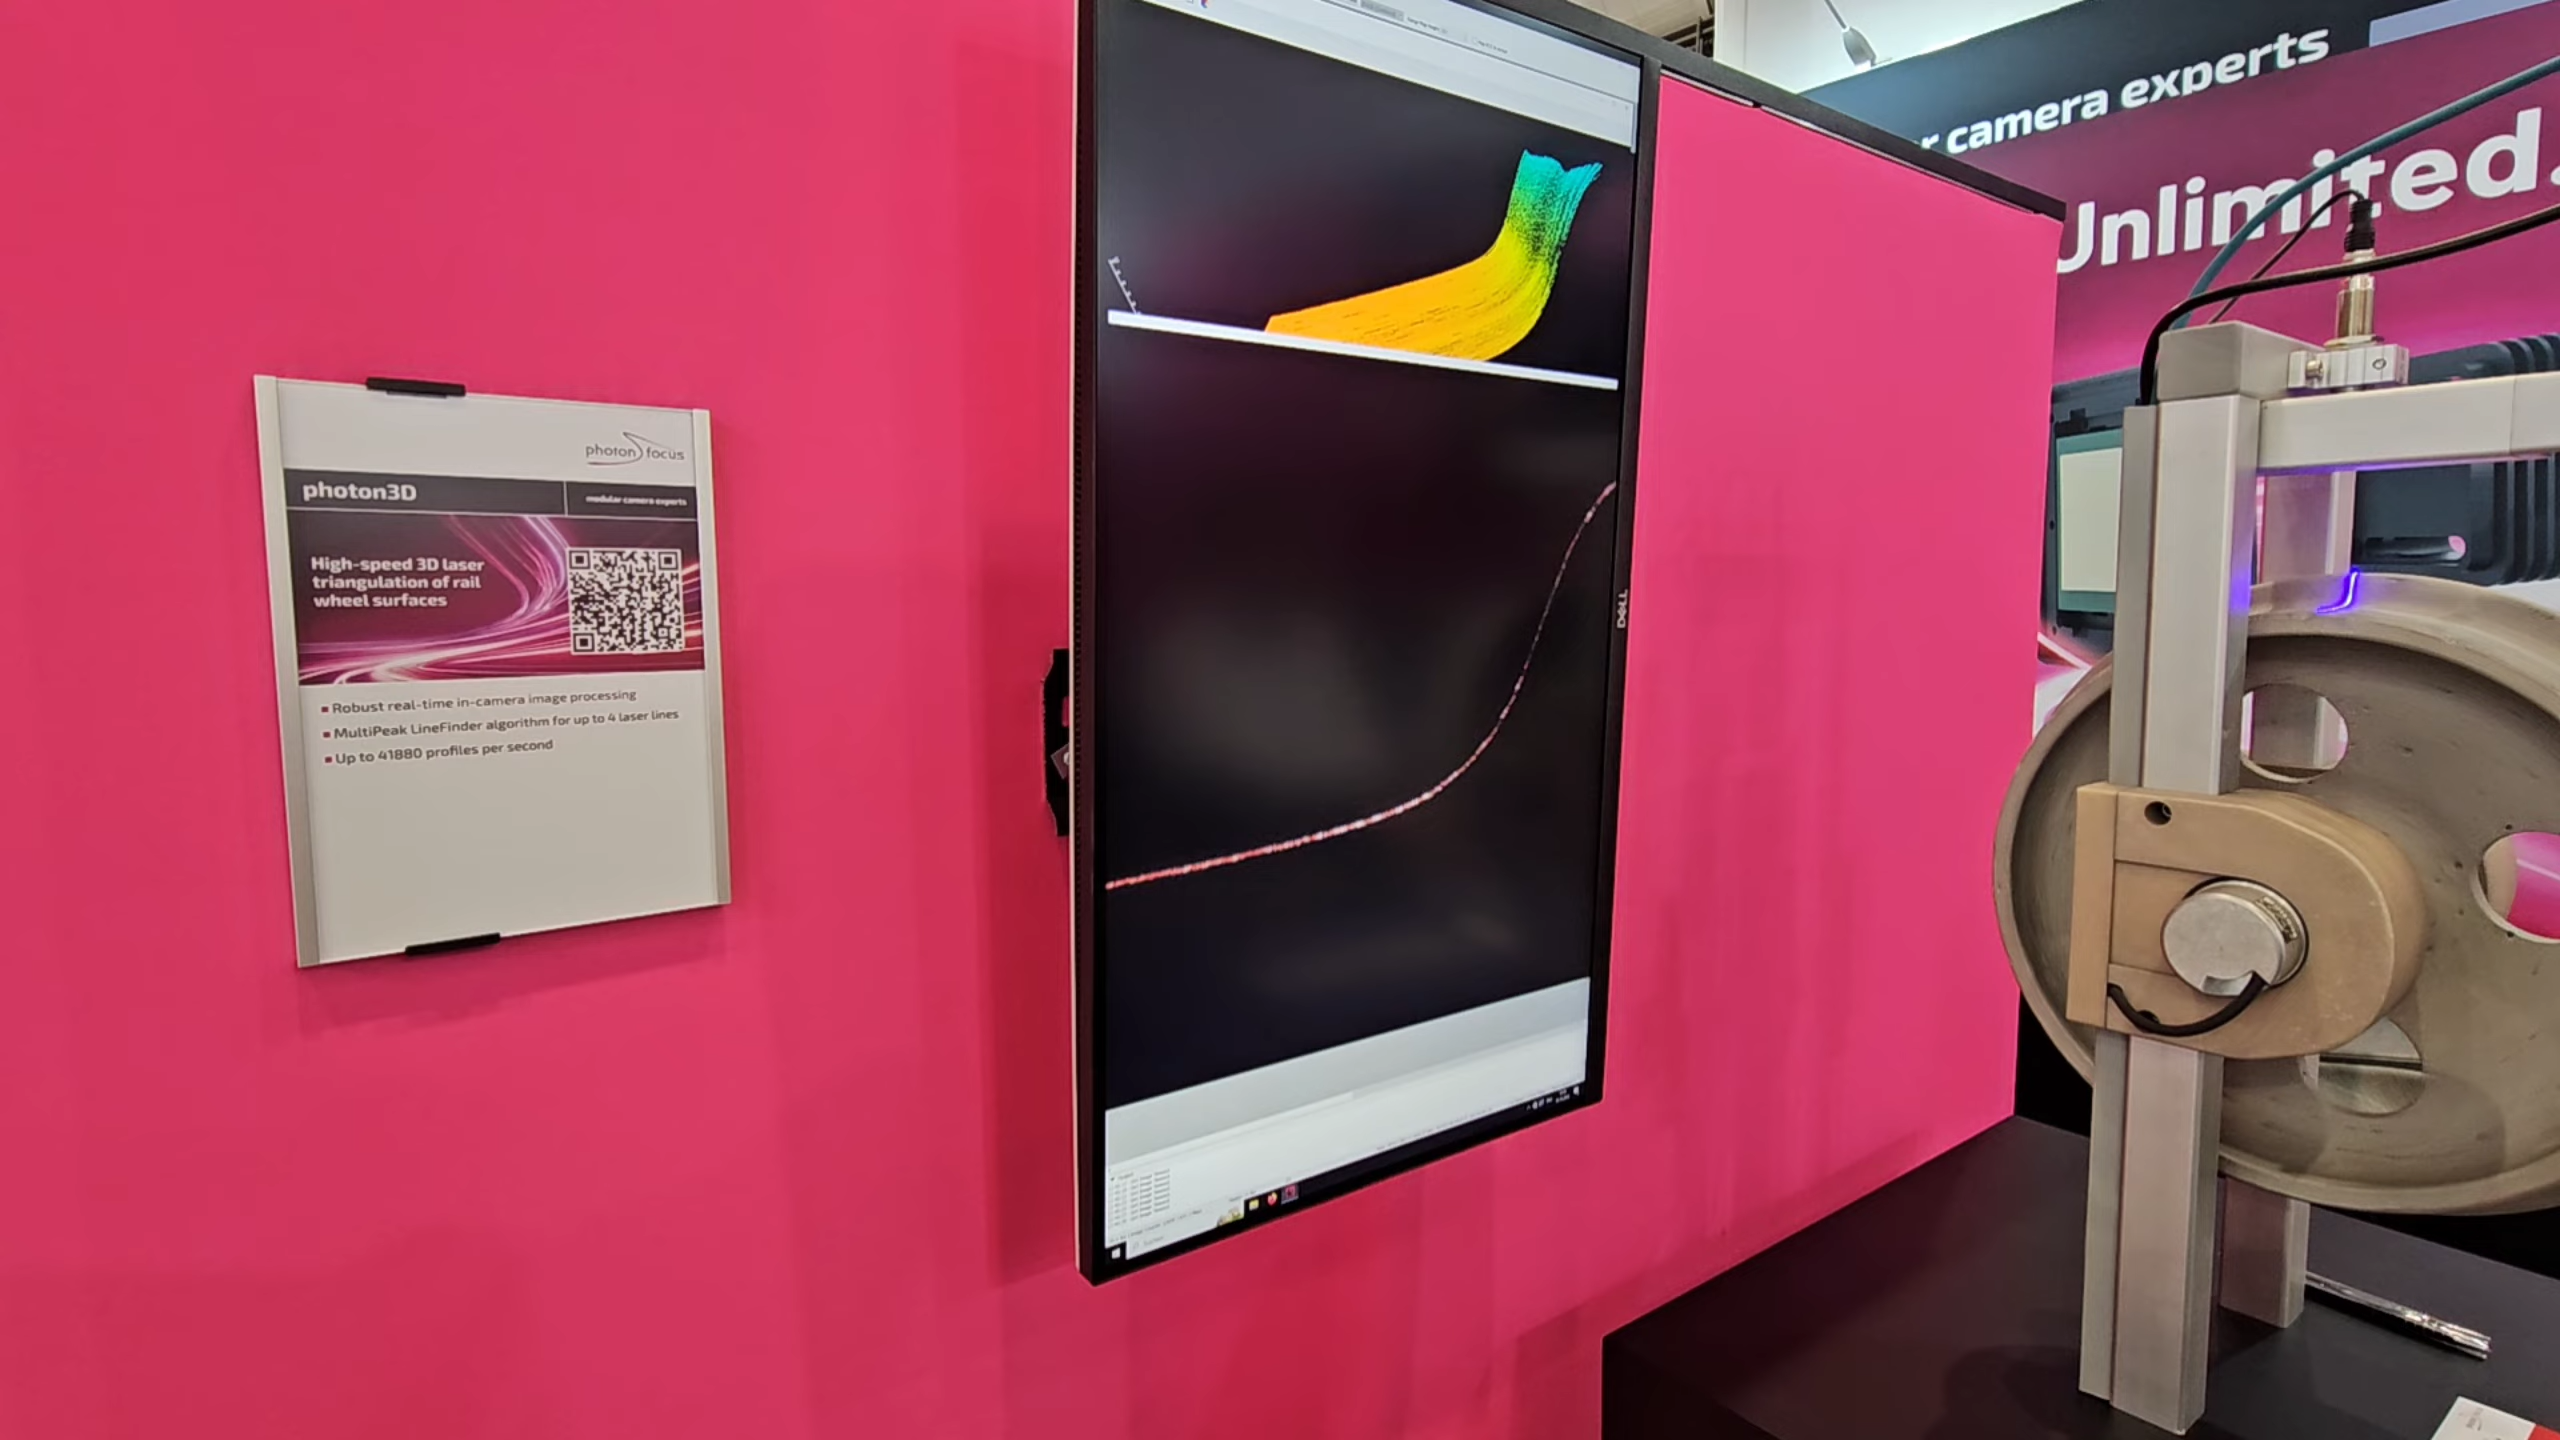 photon focus
photon3D
modular camera experts
High-speed 3D laser
triangulation of rail
wheel surfaces
▪ Robust real-time in-camera image processing
▪ MultiPeak LineFinder algorithm for up to 4 laser lines
▪ Up to 41880 profiles per second
DELL
r camera experts
Unlimited.